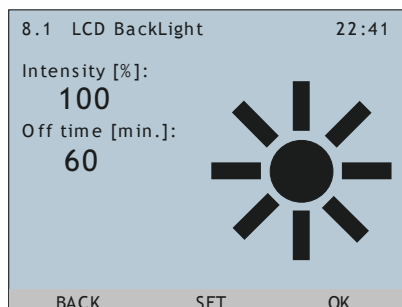 8.1 LCD BackLight 22:41
Intensity [%]:
100
Off time [min.]:
60
BACK SET OK